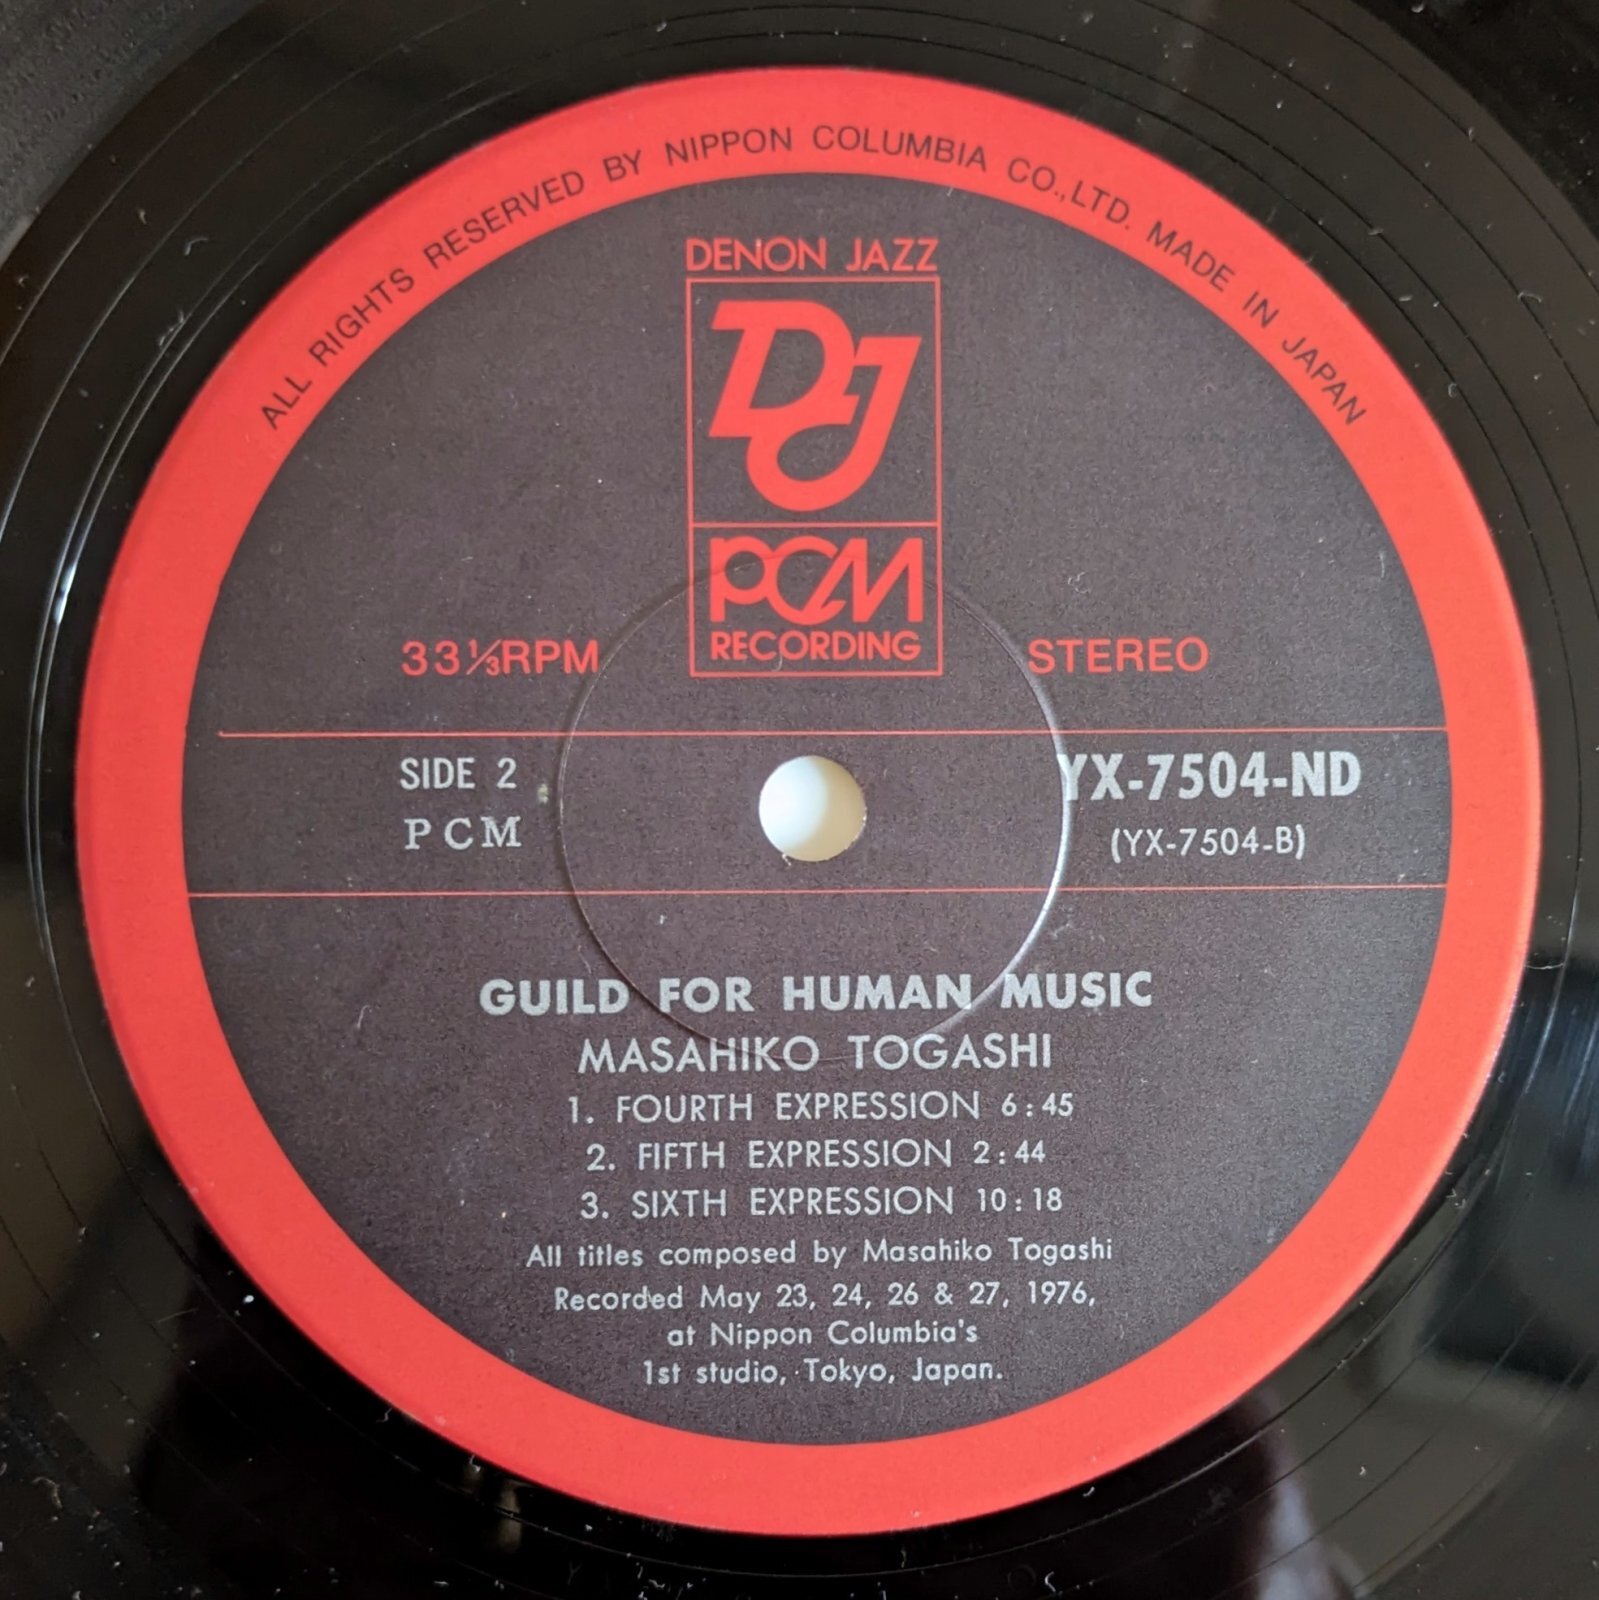 ALL RIGHTS RESERVED BY NIPPON COLUMBIA CO., LTD. MADE IN JAPAN
DENON JAZZ
DJ
PCM
RECORDING
33⅓RPM
STEREO
SIDE 2
YX-7504-ND
PCM
(YX-7504-B)
GUILD FOR HUMAN MUSIC
MASAHIKO TOGASHI
1. FOURTH EXPRESSION 6:45
2. FIFTH EXPRESSION 2:44
3. SIXTH EXPRESSION 10:18
All titles composed by Masahiko Togashi
Recorded May 23, 24, 26 & 27, 1976,
at Nippon Columbia's
1st studio, Tokyo, Japan.